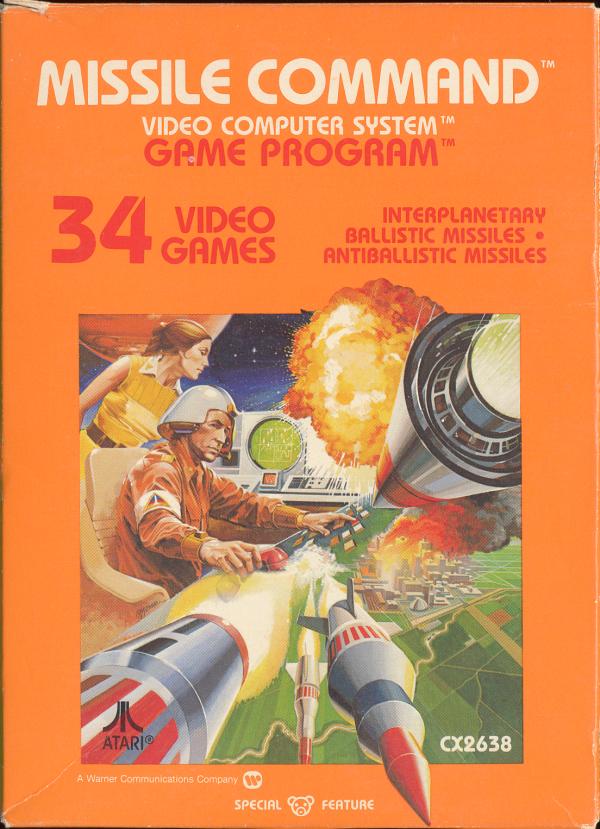 MISSILE COMMAND™
VIDEO COMPUTER SYSTEM™
GAME PROGRAM™
34 VIDEO GAMES
INTERPLANETARY
BALLISTIC MISSILES •
ANTIBALLISTIC MISSILES
ATARI®
CX2638
A Warner Communications Company
SPECIAL FEATURE